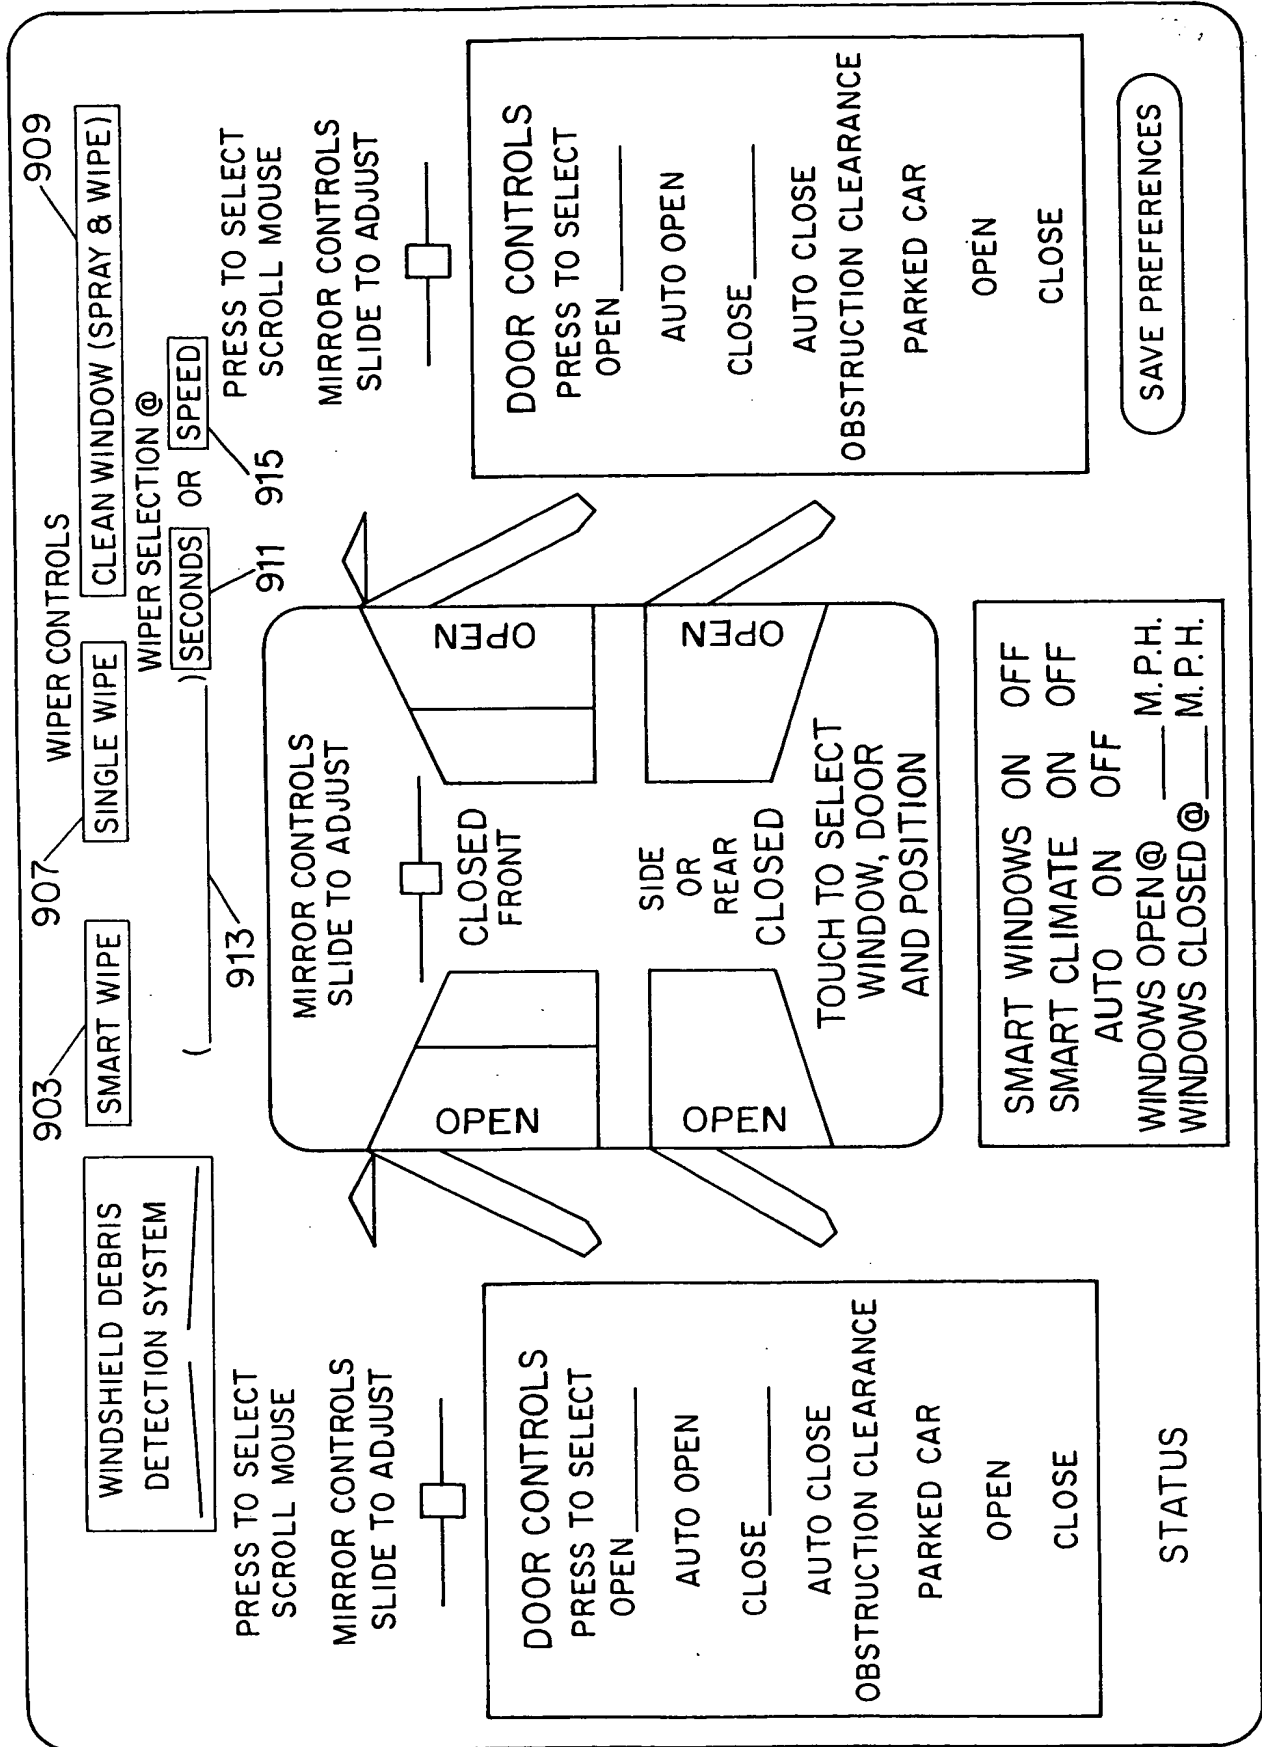 903
907
WIPER CONTROLS
909
WINDSHIELD DEBRIS
DETECTION SYSTEM
SMART WIPE
SINGLE WIPE
CLEAN WINDOW (SPRAY & WIPE)
WIPER SELECTION @
( ) SECONDS OR SPEED
913
911
915
PRESS TO SELECT
SCROLL MOUSE
MIRROR CONTROLS
SLIDE TO ADJUST
DOOR CONTROLS
PRESS TO SELECT
OPEN
AUTO OPEN
CLOSE
AUTO CLOSE
OBSTRUCTION CLEARANCE
PARKED CAR
OPEN
CLOSE
STATUS
MIRROR CONTROLS
SLIDE TO ADJUST
CLOSED
FRONT
OPEN
OPEN
SIDE
OR
REAR
CLOSED
OPEN
OPEN
TOUCH TO SELECT
WINDOW, DOOR
AND POSITION
SMART WINDOWS ON OFF
SMART CLIMATE ON OFF
AUTO ON OFF
WINDOWS OPEN @ ___ M.P.H.
WINDOWS CLOSED @ ___ M.P.H.
PRESS TO SELECT
SCROLL MOUSE
MIRROR CONTROLS
SLIDE TO ADJUST
DOOR CONTROLS
PRESS TO SELECT
OPEN
AUTO OPEN
CLOSE
AUTO CLOSE
OBSTRUCTION CLEARANCE
PARKED CAR
OPEN
CLOSE
SAVE PREFERENCES